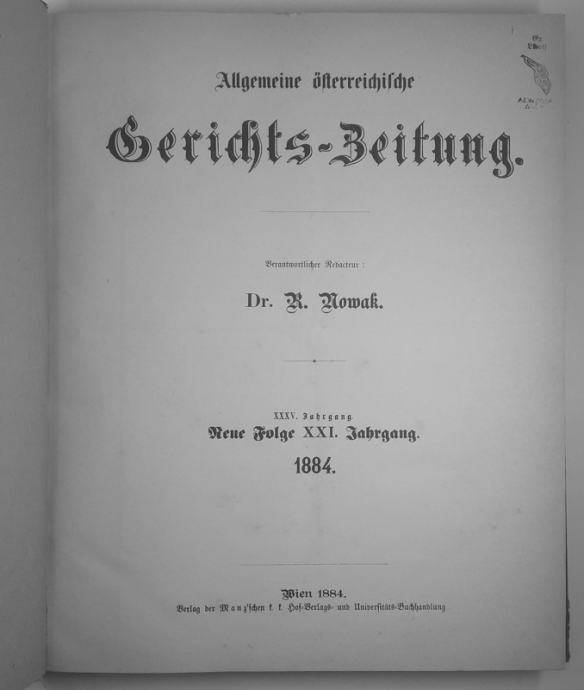 Allgemeine österreichische
Gerichts-Zeitung.
Verantwortlicher Redacteur:
Dr. R. Nowak.
XXXV. Jahrgang.
Neue Folge XXI. Jahrgang.
1884.
Wien 1884.
Verlag der Manz'schen k. k. Hof-Verlags- und Universitäts-Buchhandlung.